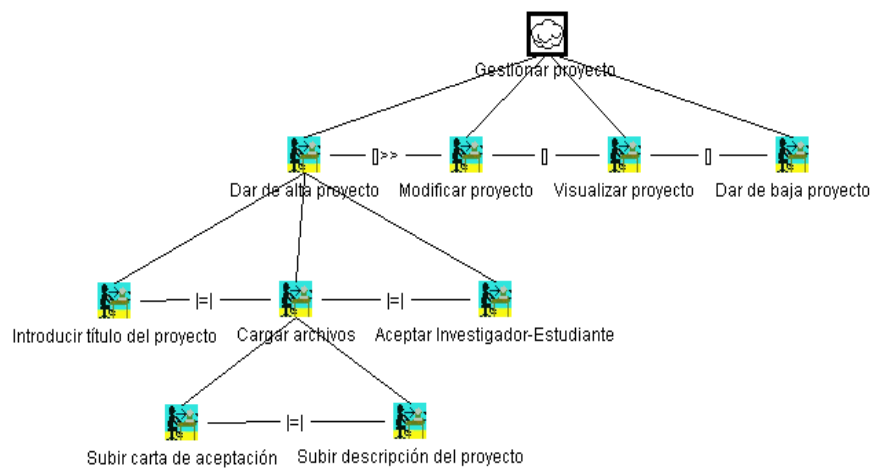 Gestionar proyecto
[]>> [] []
Dar de alta proyecto Modificar proyecto Visualizar proyecto Dar de baja proyecto
|=| |=|
Introducir título del proyecto Cargar archivos Aceptar Investigador-Estudiante
|=|
Subir carta de aceptación Subir descripción del proyecto